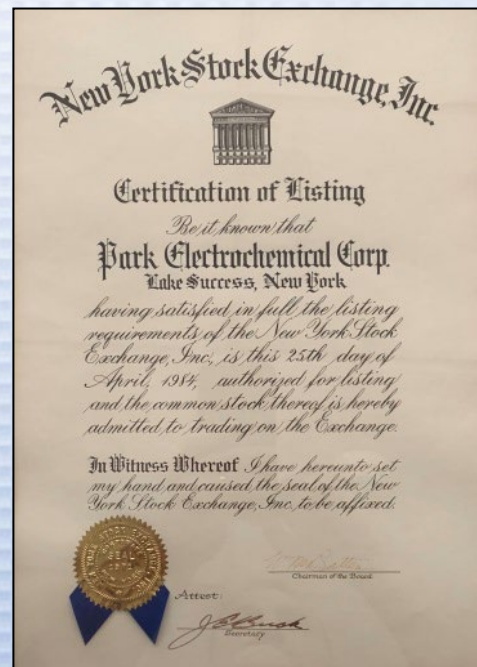 New York Stock Exchange, Inc.
Certification of Listing
Be it known that
Park Electrochemical Corp.
Lake Success, New York
having satisfied in full the listing
requirements of the New York Stock
Exchange, Inc., is this 25th day of
April, 1984, authorized for listing
and the common stock thereof is hereby
admitted to trading on the Exchange.
In Witness Whereof I have hereunto set
my hand and caused the seal of the New
York Stock Exchange, Inc. to be affixed.
SEAL
Chairman of the Board
Attest:
Secretary